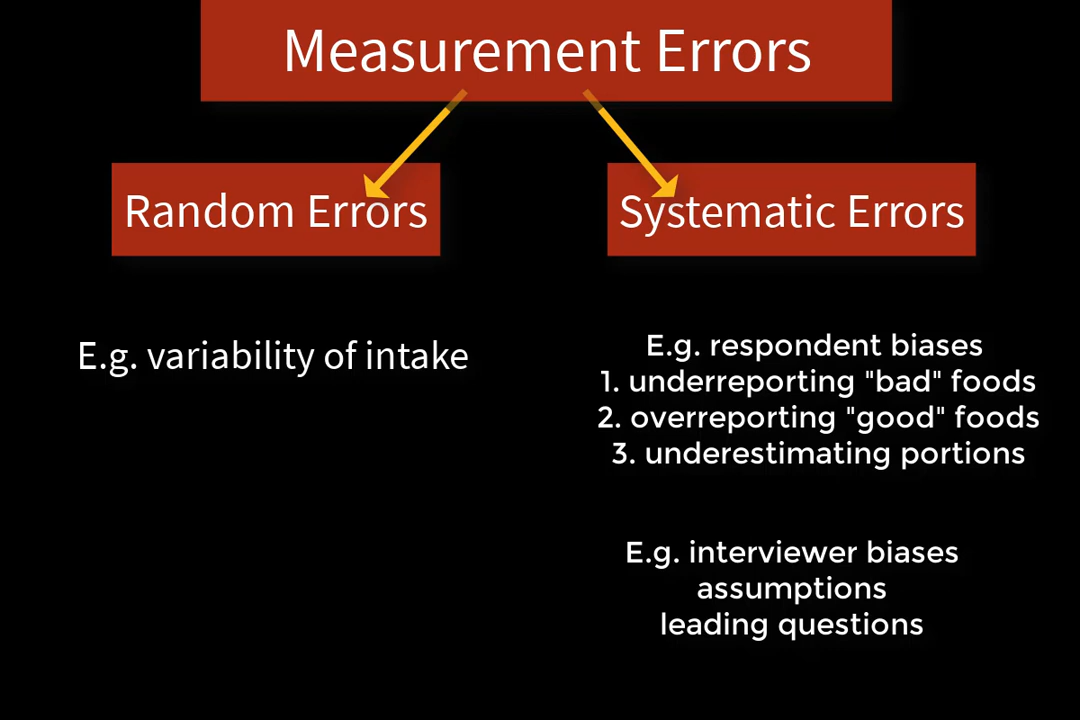 Measurement Errors
Random Errors
Systematic Errors
E.g. variability of intake
E.g. respondent biases
1. underreporting "bad" foods
2. overreporting "good" foods
3. underestimating portions
E.g. interviewer biases
assumptions
leading questions